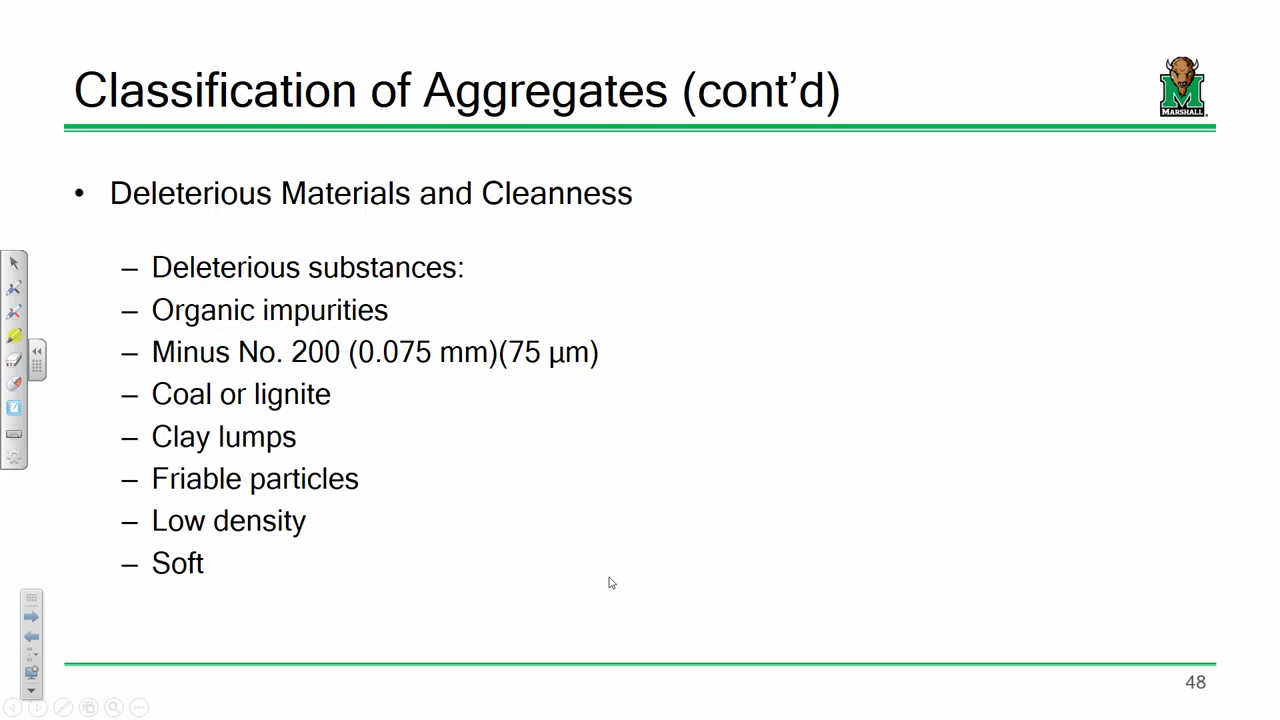 Classification of Aggregates (cont’d)
MARSHALL
• Deleterious Materials and Cleanness
– Deleterious substances:
– Organic impurities
– Minus No. 200 (0.075 mm)(75 μm)
– Coal or lignite
– Clay lumps
– Friable particles
– Low density
– Soft
48